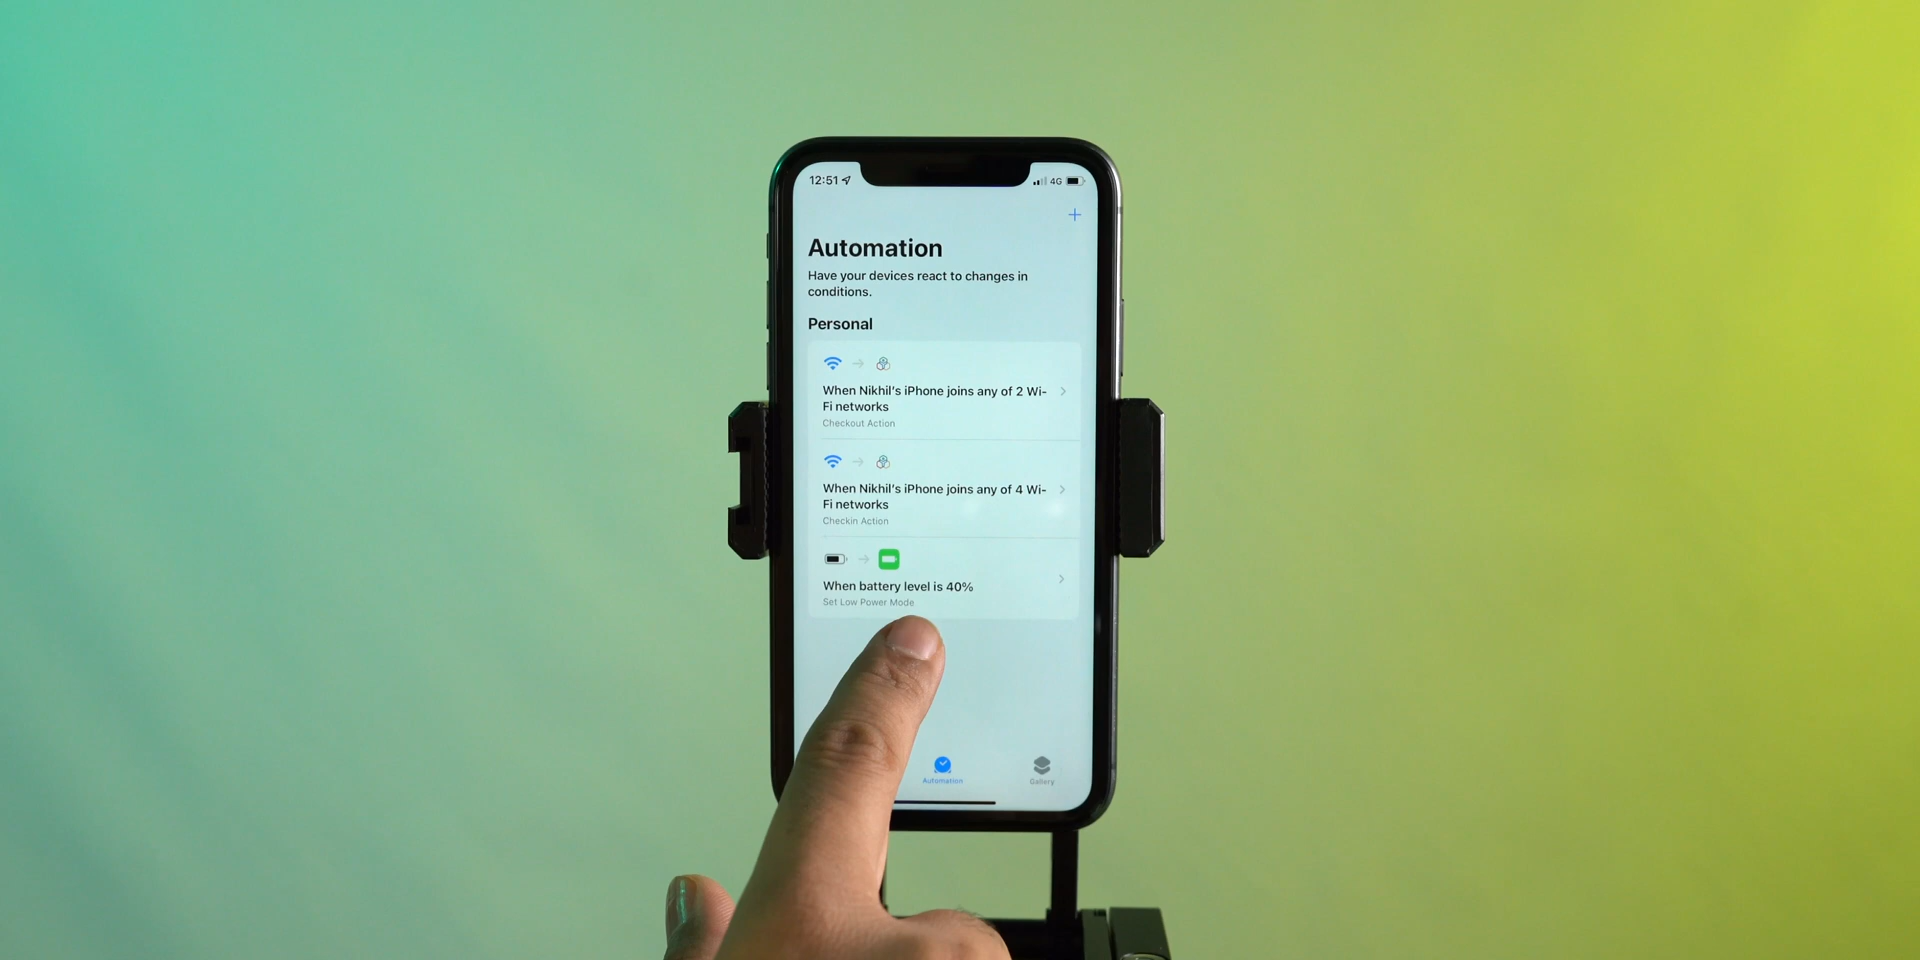 12:51
4G
Automation
Have your devices react to changes in
conditions.
Personal
When Nikhil's iPhone joins any of 2 Wi-
Fi networks
Checkout Action
When Nikhil's iPhone joins any of 4 Wi-
Fi networks
Checkin Action
When battery level is 40%
Set Low Power Mode
Automation
Gallery